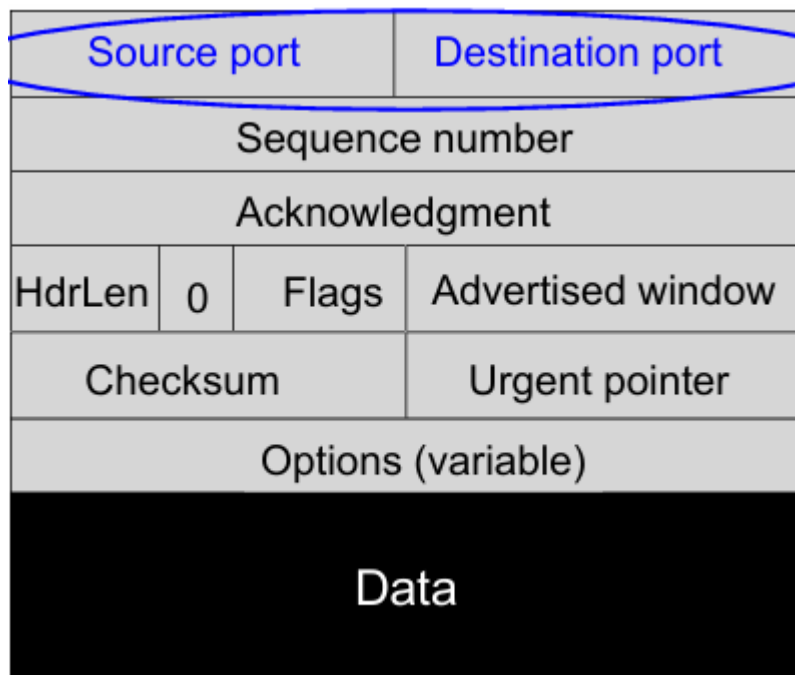 Source port Destination port
Sequence number
Acknowledgment
HdrLen 0 Flags Advertised window
Checksum Urgent pointer
Options (variable)
Data